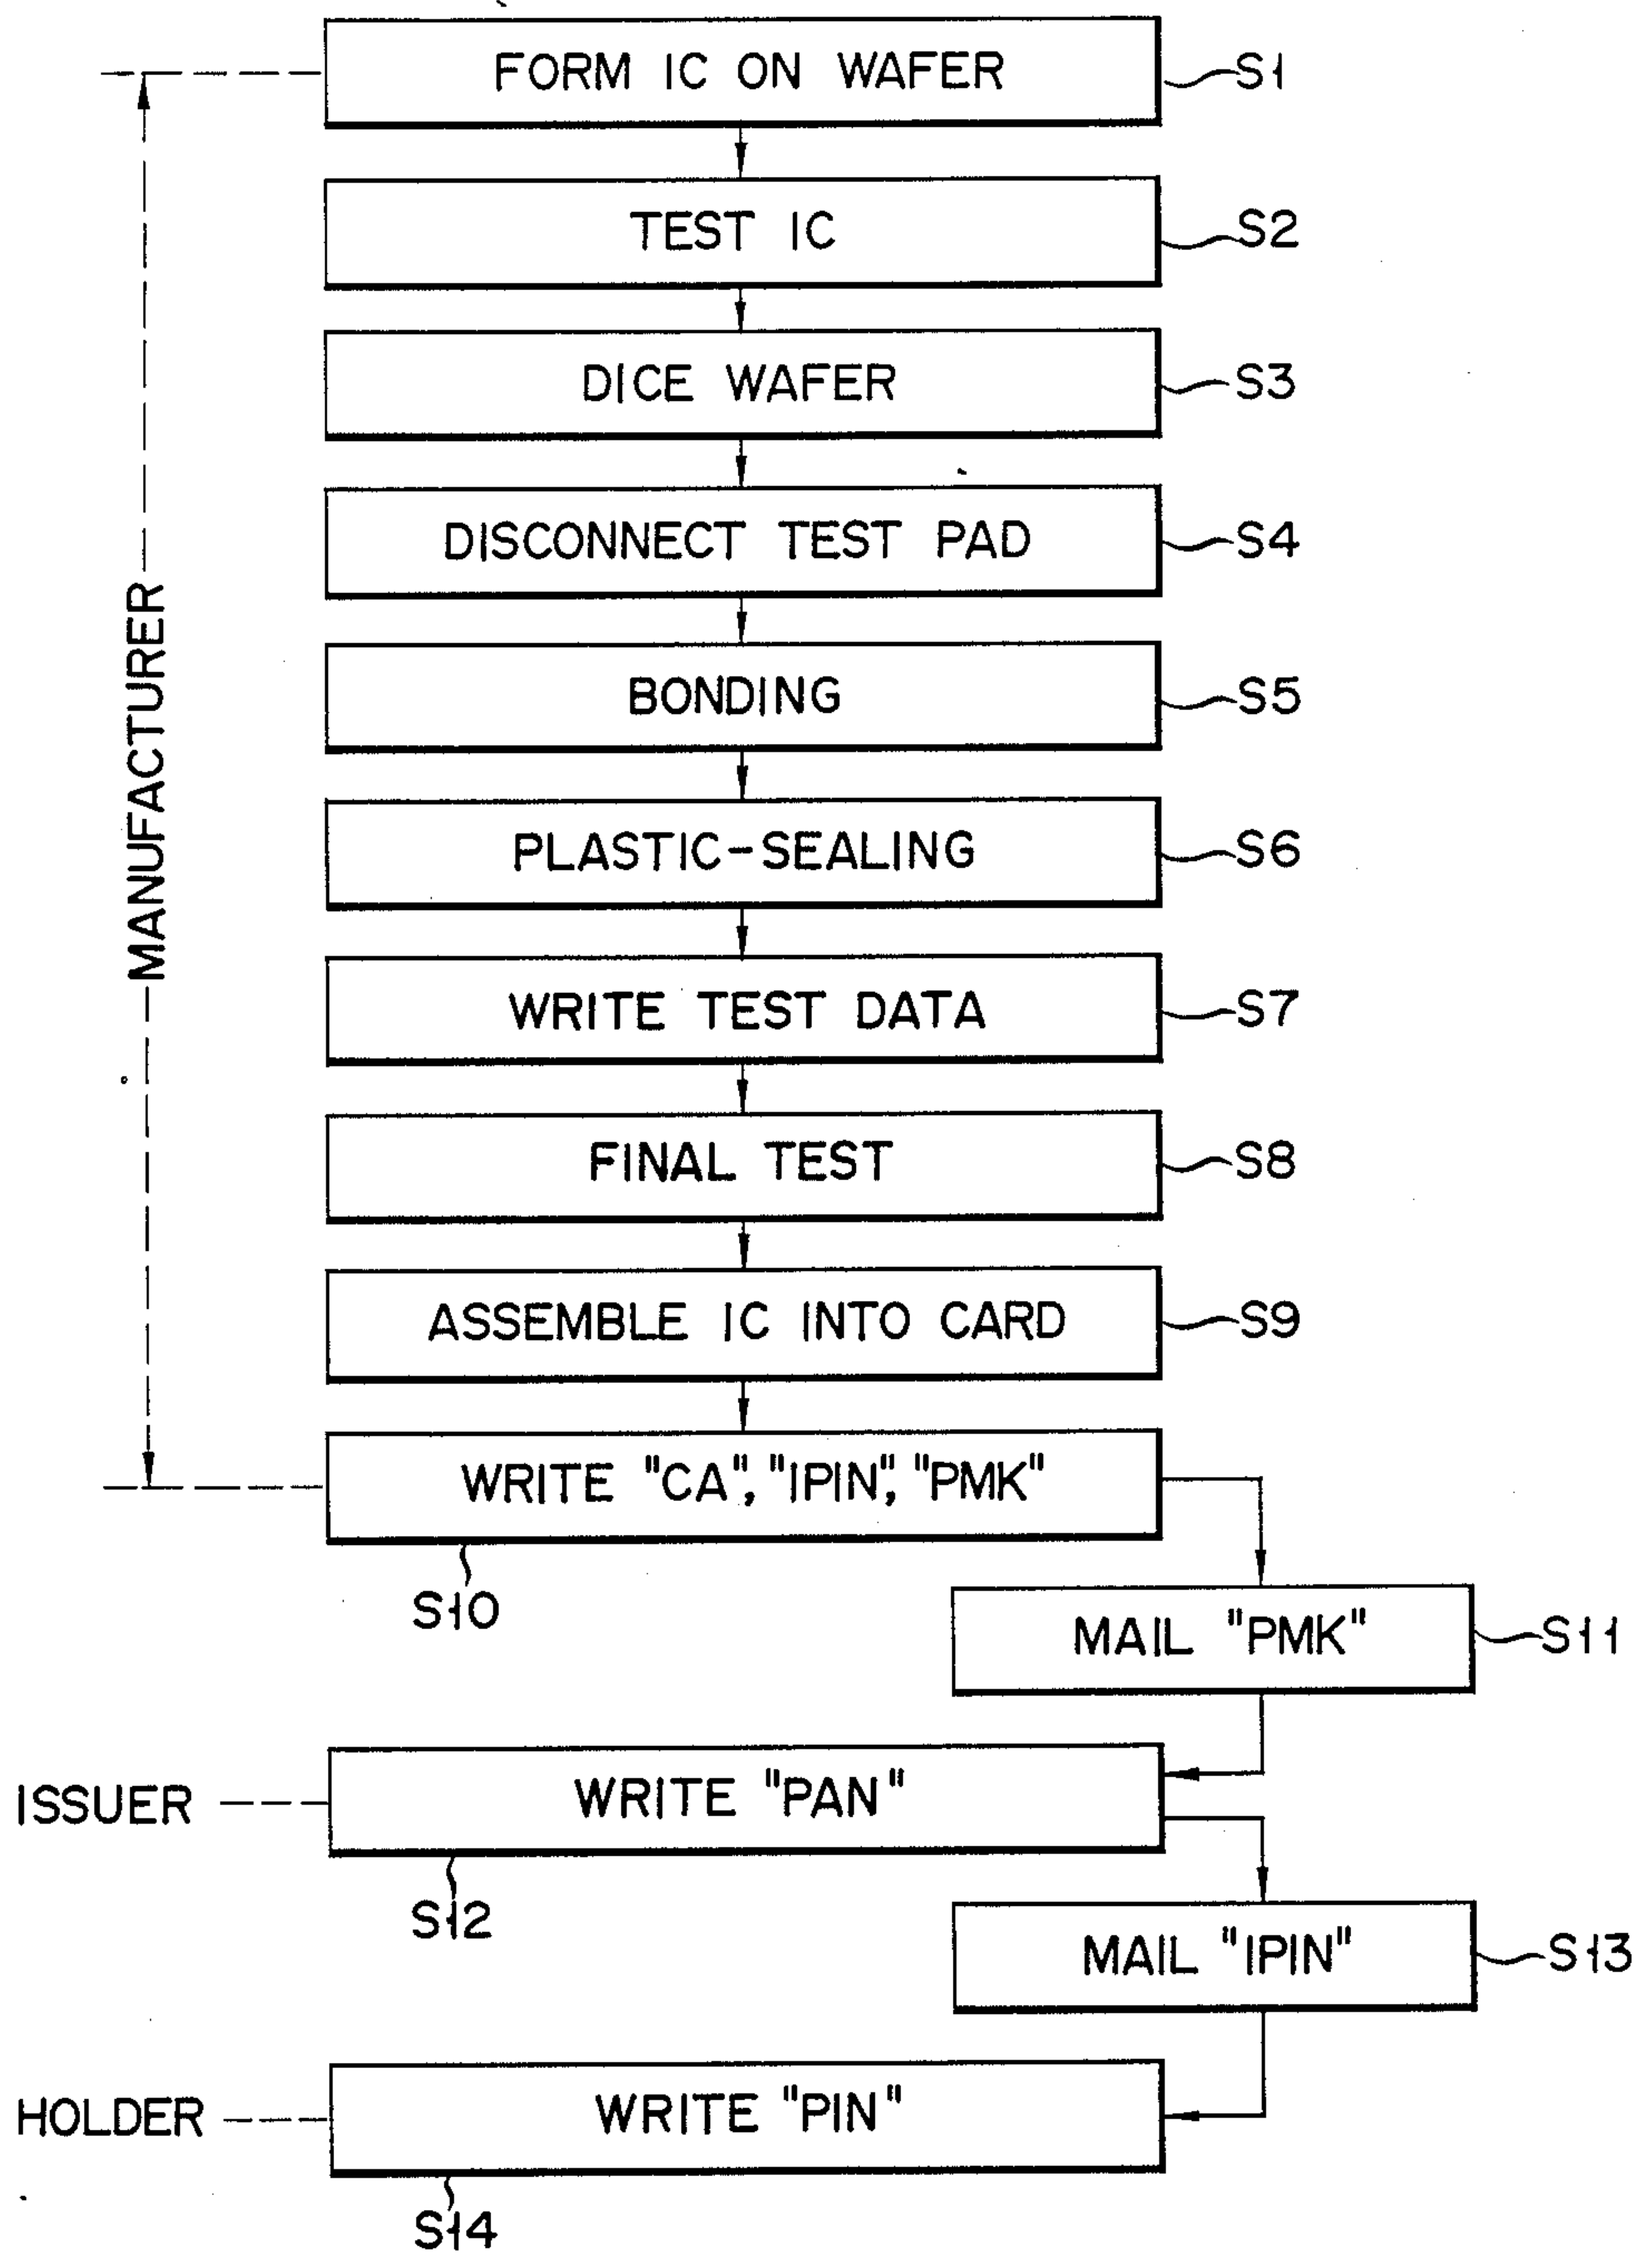 FORM IC ON WAFER S1
TEST IC S2
DICE WAFER S3
DISCONNECT TEST PAD S4
BONDING S5
PLASTIC-SEALING S6
WRITE TEST DATA S7
FINAL TEST S8
ASSEMBLE IC INTO CARD S9
WRITE "CA", "IPIN", "PMK"
S10
MANUFACTURER
MAIL "PMK" S11
ISSUER WRITE "PAN"
S12
MAIL "IPIN" S13
HOLDER WRITE "PIN"
S14